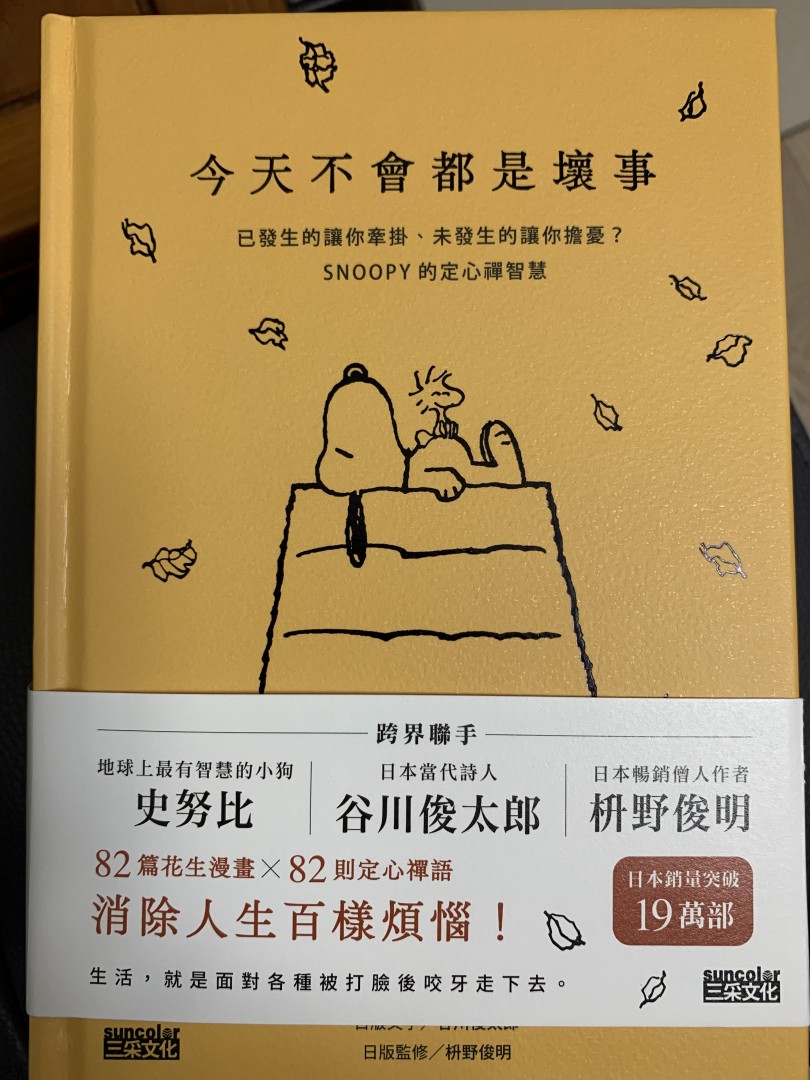 今天不會都是壞事
已發生的讓你牽掛、未發生的讓你擔憂？
SNOOPY 的定心禪智慧
跨界聯手
地球上最有智慧的小狗
史努比
日本當代詩人
谷川俊太郎
日本暢銷僧人作者
枡野俊明
82篇花生漫畫×82則定心禪語
消除人生百樣煩惱！
日本銷量突破
19萬部
生活，就是面對各種被打臉後咬牙走下去。
suncolor
三采文化
suncolor
三采文化
日版監修／枡野俊明